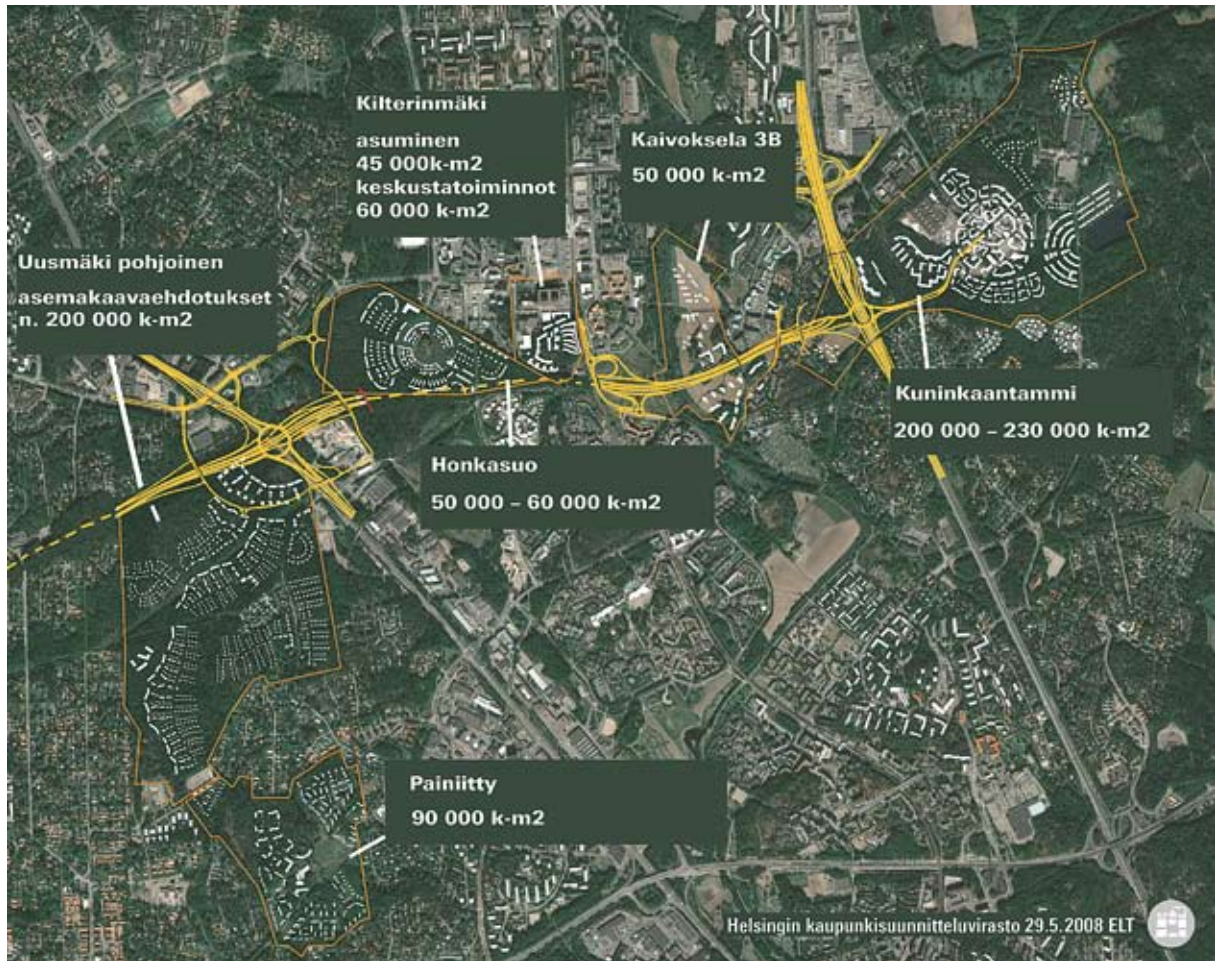 Kilterinmäki
asuminen
45 000k-m2
keskustatoiminnot
60 000 k-m2
Kaivoksela 3B
50 000 k-m2
Uusmäki pohjoinen
asemakaavaehdotukset
n. 200 000 k-m2
Kuninkaantammi
200 000 – 230 000 k-m2
Honkasuo
50 000 – 60 000 k-m2
Painiitty
90 000 k-m2
Helsingin kaupunkisuunnitteluvirasto 29.5.2008 ELT